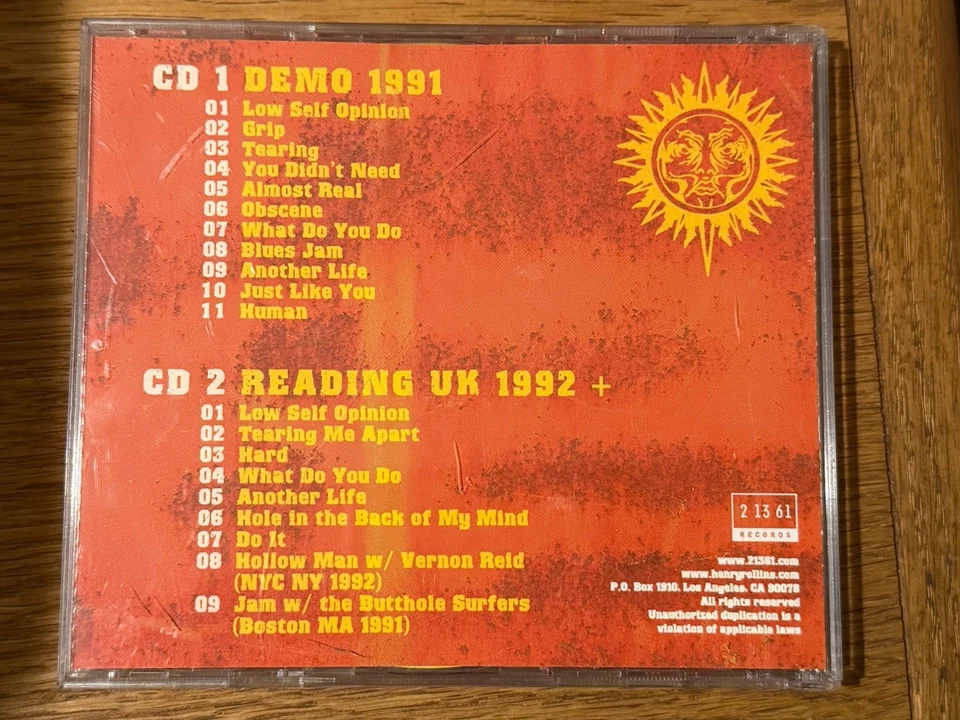 CD 1 DEMO 1991
01 Low Self Opinion
02 Grip
03 Tearing
04 You Didn't Need
05 Almost Real
06 Obscene
07 What Do You Do
08 Blues Jam
09 Another Life
10 Just Like You
11 Human
CD 2 READING UK 1992 +
01 Low Self Opinion
02 Tearing Me Apart
03 Hard
04 What Do You Do
05 Another Life
06 Hole in the Back of My Mind
07 Do It
08 Hollow Man w/ Vernon Reid
(NYC NY 1992)
09 Jam w/ the Butthole Surfers
(Boston MA 1991)
2 13 61
RECORDS
www.21361.com
www.henryrollins.com
P.O. Box 1910, Los Angeles, CA 90078
All rights reserved
Unauthorized duplication is a
violation of applicable laws